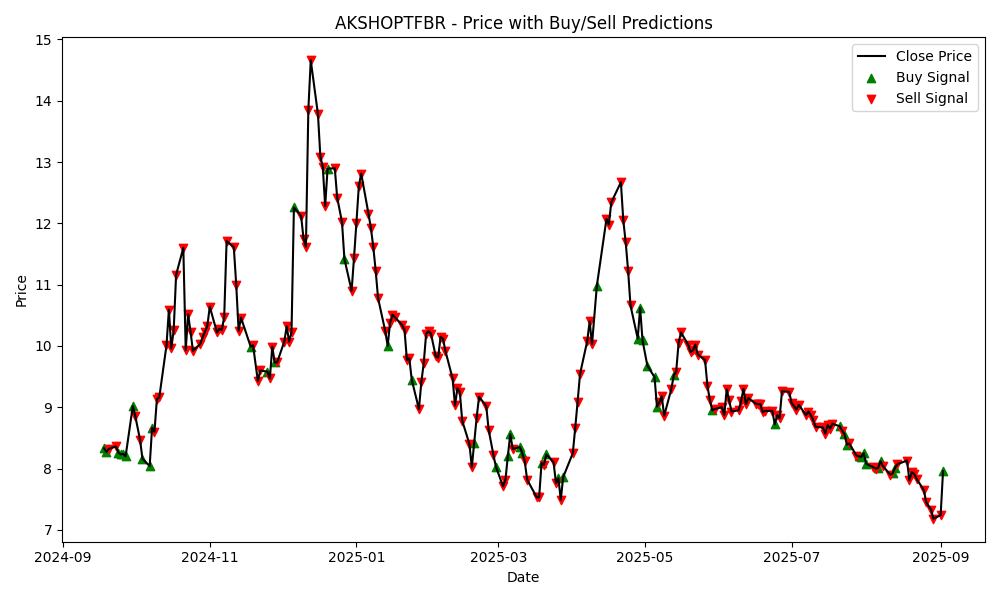 AKSHOPTFBR - Price with Buy/Sell Predictions
Close Price
Buy Signal
Sell Signal
Price
15
14
13
12
11
10
9
8
7
2024-09
2024-11
2025-01
2025-03
2025-05
2025-07
2025-09
Date